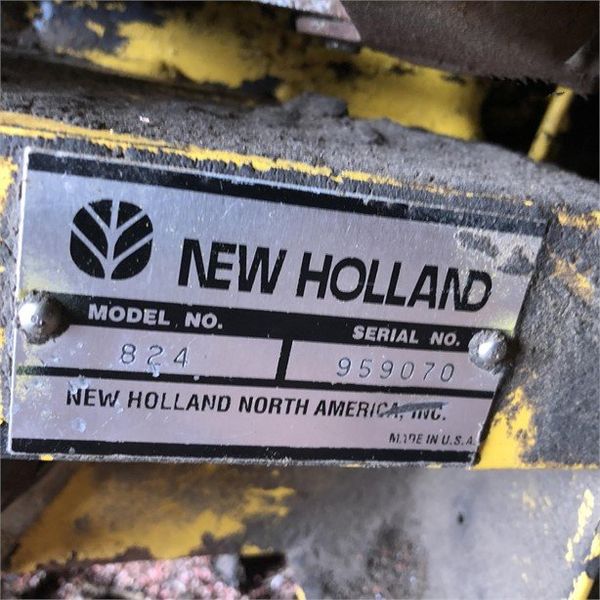 NEW HOLLAND
MODEL NO.
SERIAL NO.
824
959070
NEW HOLLAND NORTH AMERICA, INC.
MADE IN U.S.A.